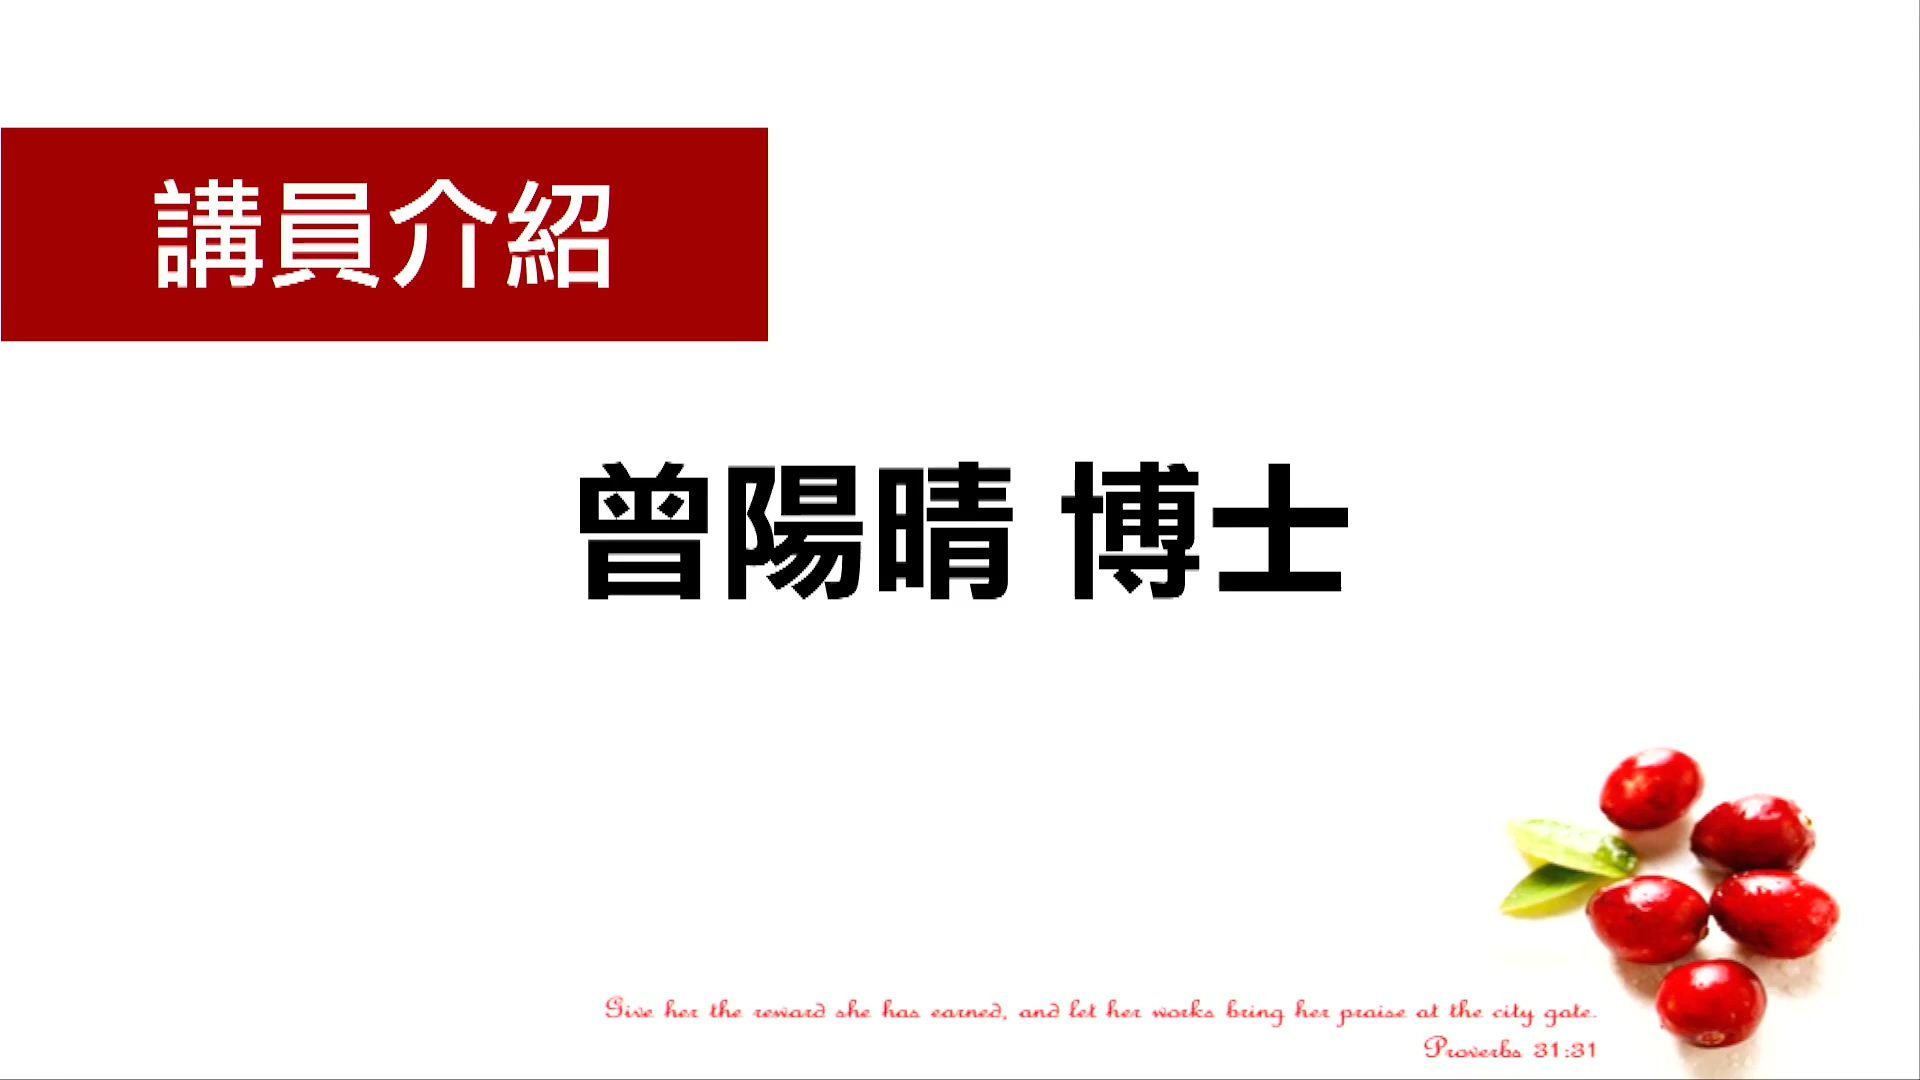 講員介紹
曾陽晴 博士
Give her the reward she has earned, and let her works bring her praise at the city gate.
Proverbs 31:31